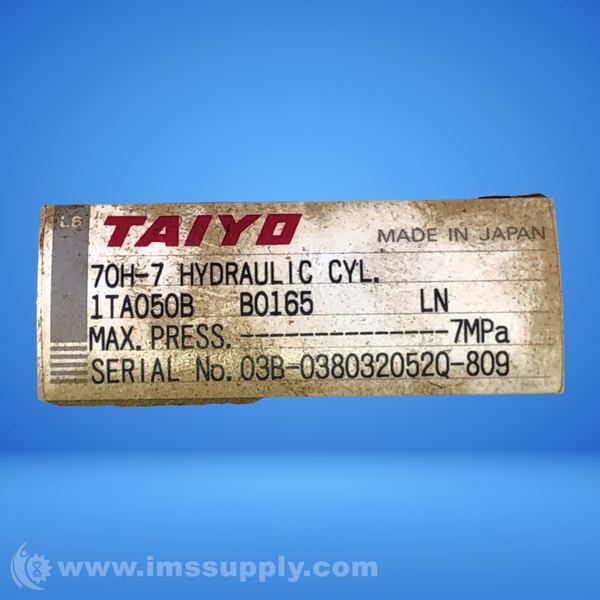 L6 TAIYO MADE IN JAPAN
70H-7 HYDRAULIC CYL.
1TA050B B0165 LN
MAX. PRESS. --------------7MPa
SERIAL No. 03B-038032052Q-809
www.imssupply.com